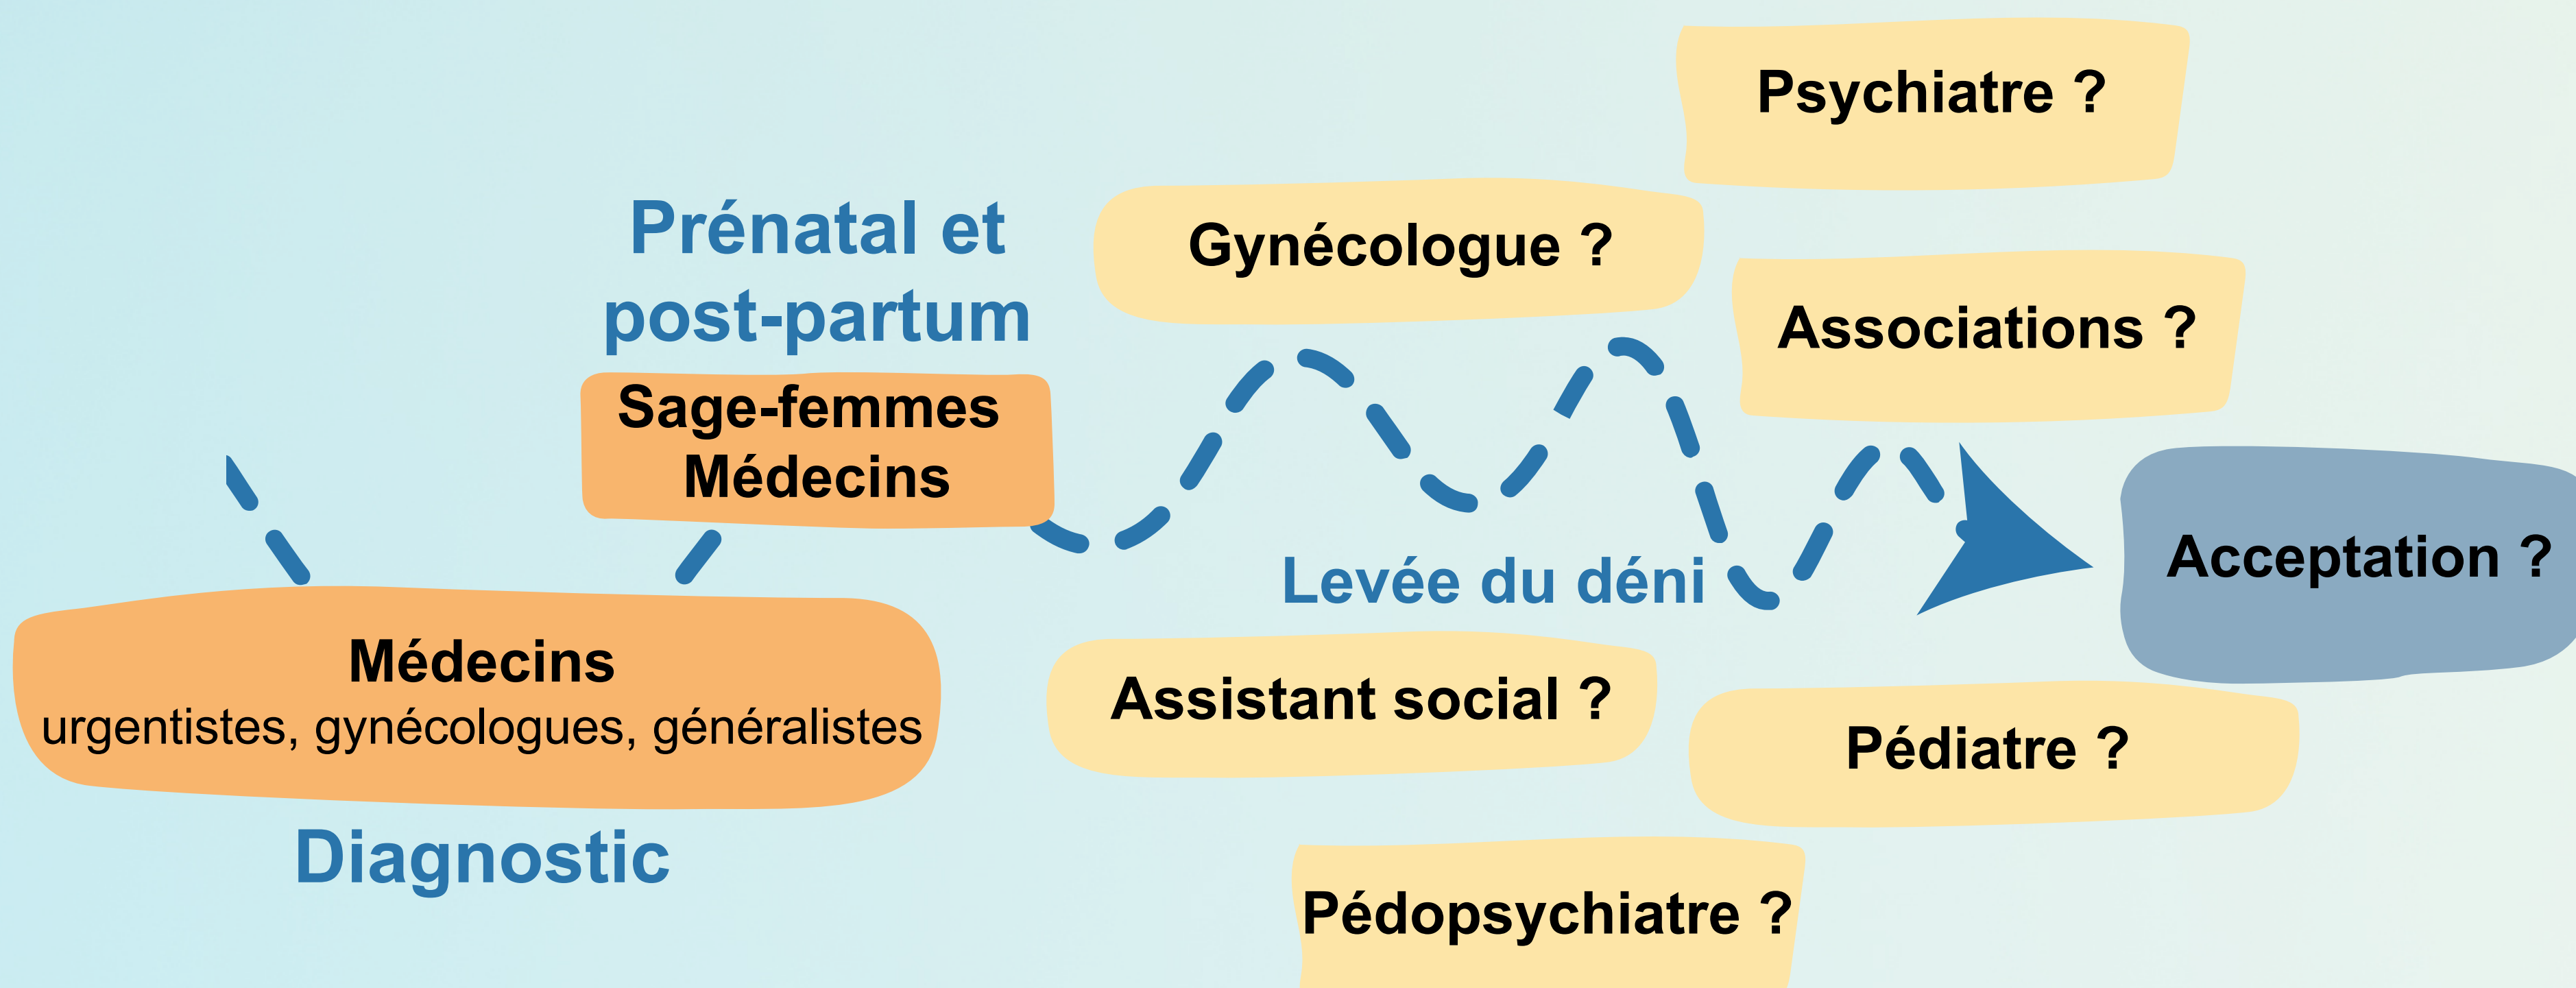 Psychiatre ?
Prénatal et
post-partum
Gynécologue ?
Associations ?
Sage-femmes
Médecins
Acceptation ?
Levée du déni
Médecins
urgentistes, gynécologues, généralistes
Assistant social ?
Pédiatre ?
Diagnostic
Pédopsychiatre ?